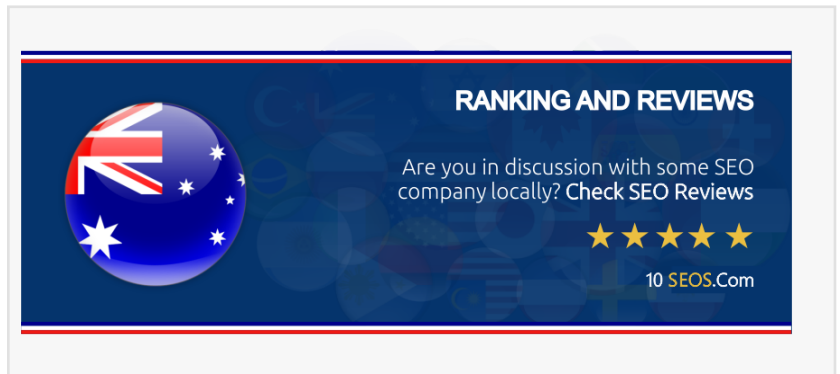 RANKING AND REVIEWS
Are you in discussion with some SEO
company locally? Check SEO Reviews
10 SEOS.Com